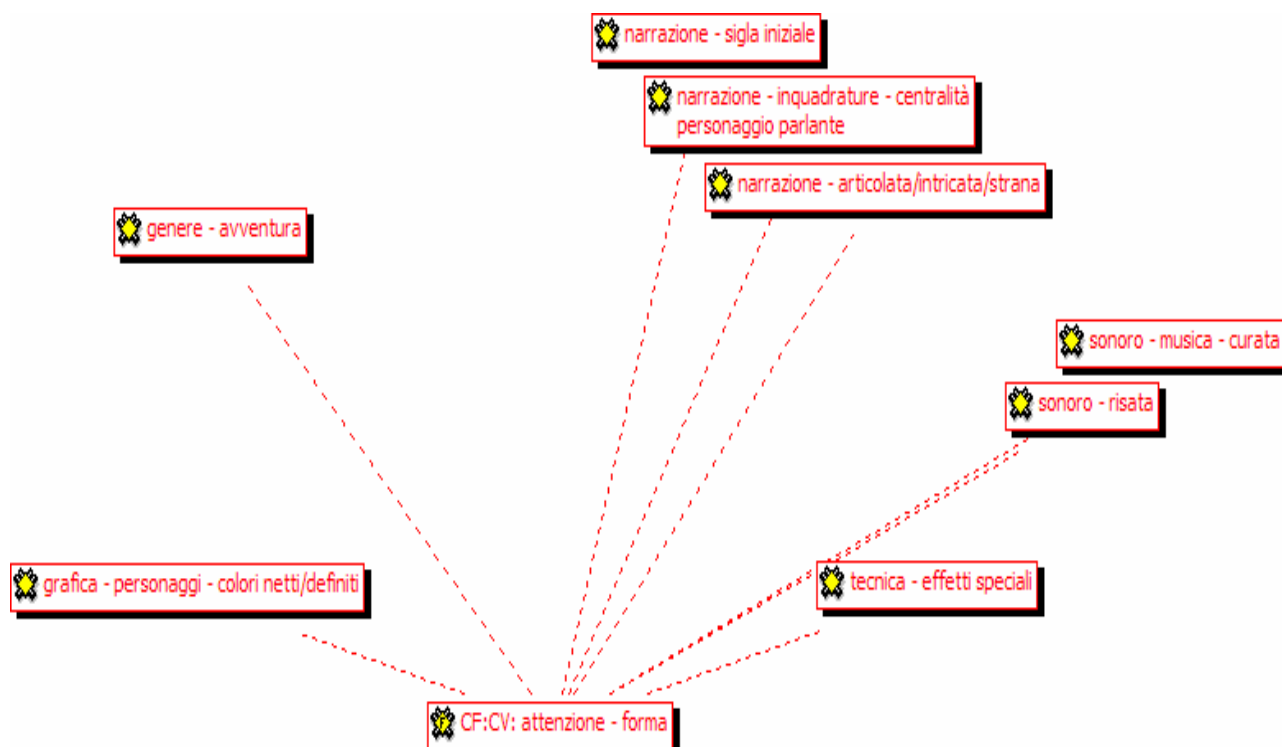 narrazione - sigla iniziale
narrazione - inquadrature - centralità
personaggio parlante
narrazione - articolata/intricata/strana
genere - avventura
sonoro - musica - curata
sonoro - risata
grafica - personaggi - colori netti/definiti
tecnica - effetti speciali
CF:CV: attenzione - forma